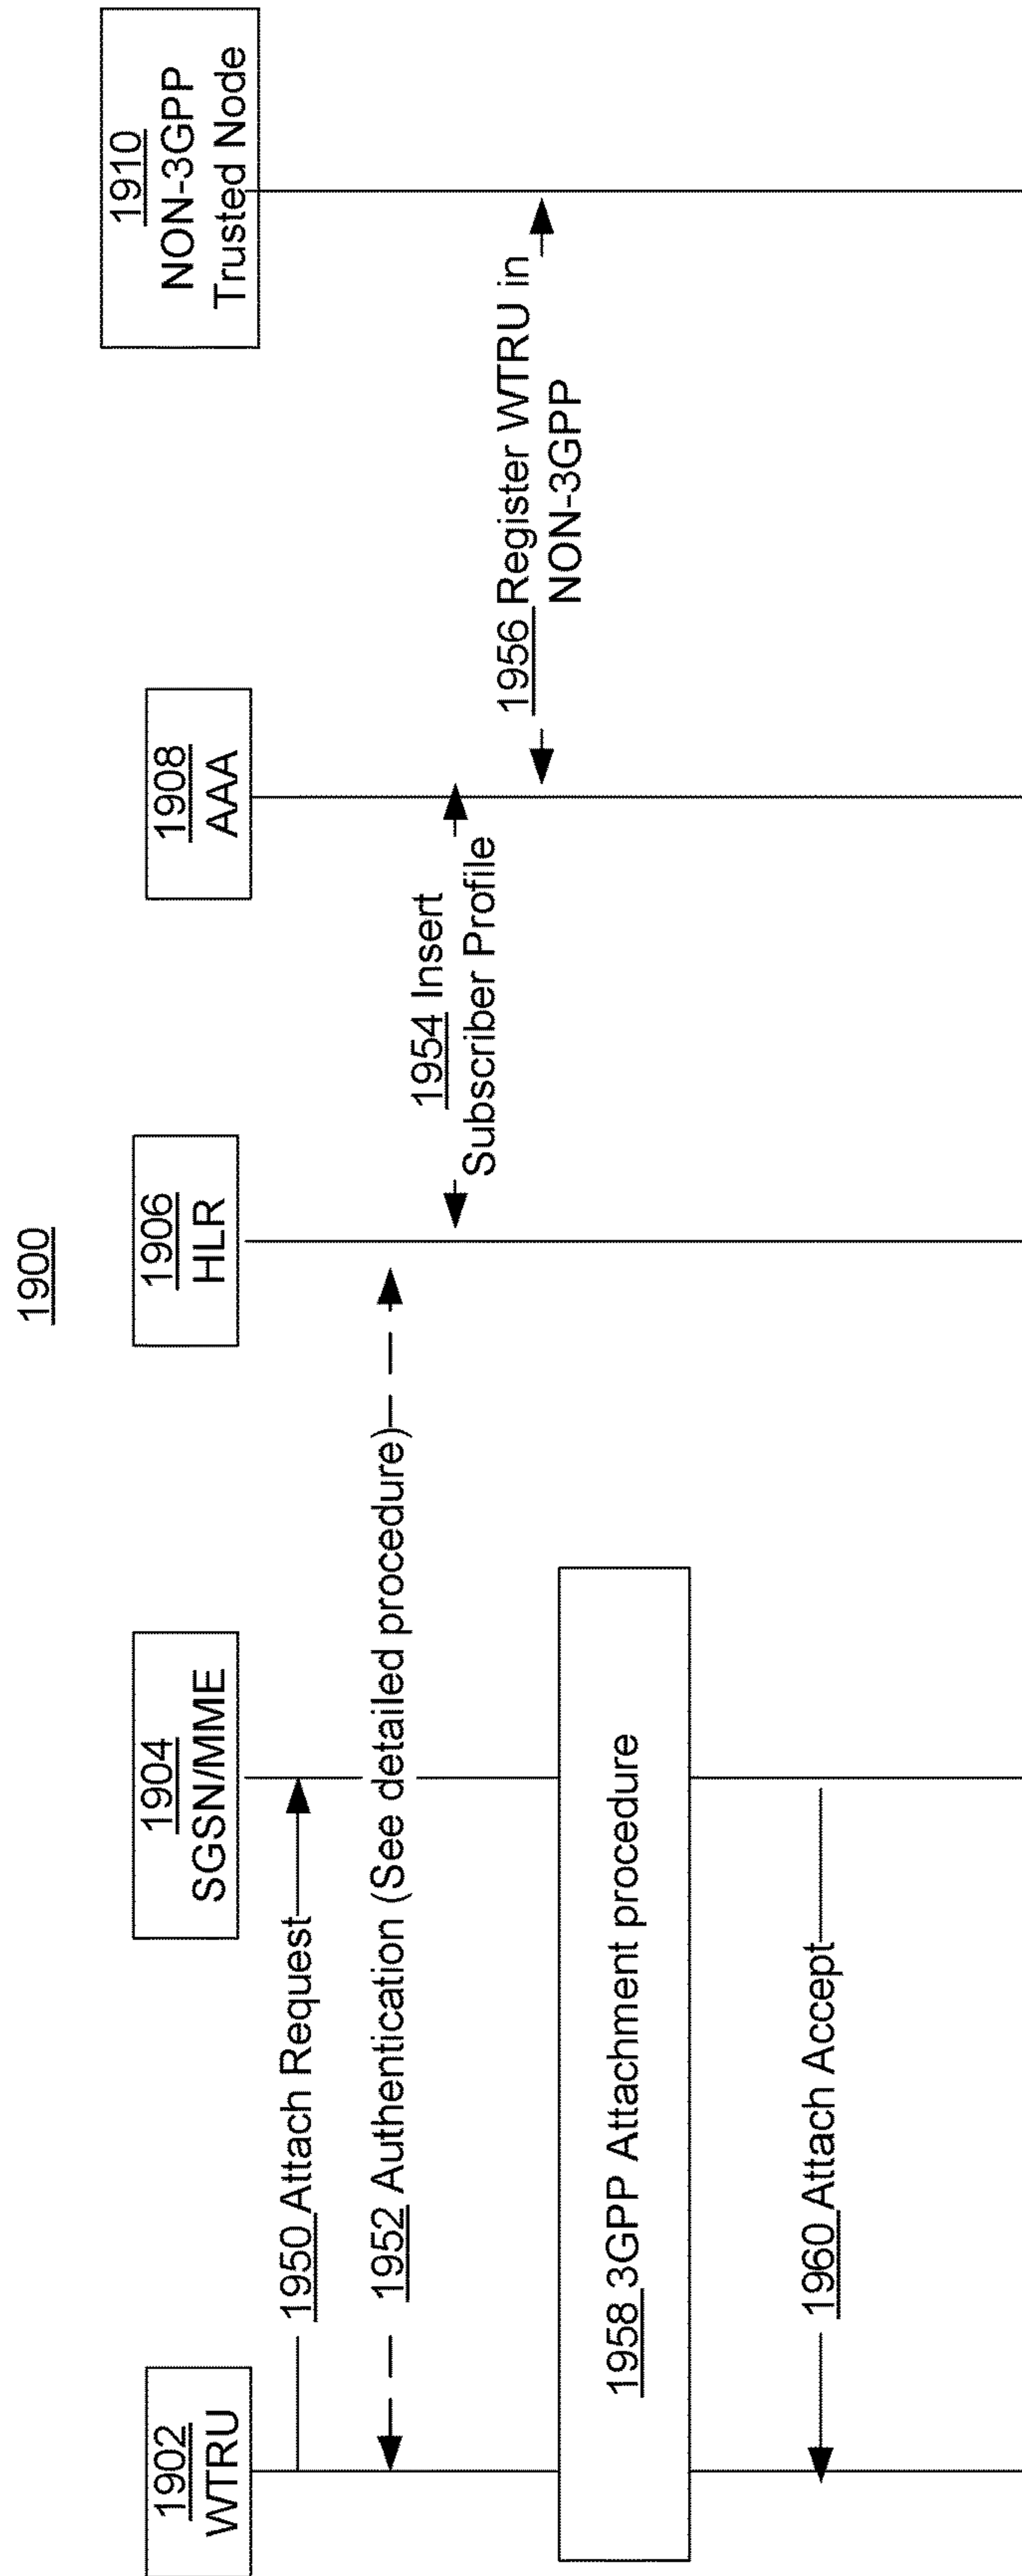 1900
1902
WTRU
1904
SGSN/MME
1906
HLR
1908
AAA
1910
NON-3GPP
Trusted Node
1950 Attach Request
1952 Authentication (See detailed procedure)
1954 Insert
Subscriber Profile
1956 Register WTRU in
NON-3GPP
1958 3GPP Attachment procedure
1960 Attach Accept